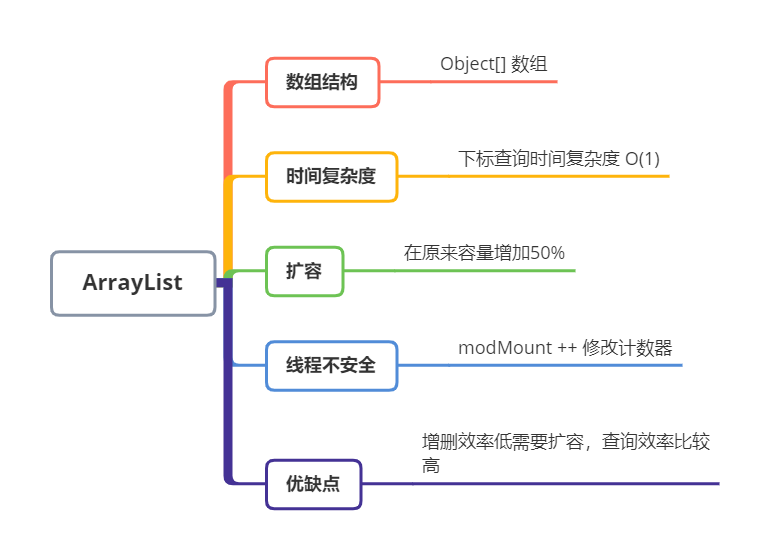 ArrayList
数组结构
Object[] 数组
时间复杂度
下标查询时间复杂度 O(1)
扩容
在原来容量增加50%
线程不安全
modMount ++ 修改计数器
优缺点
增删效率低需要扩容，查询效率比较
高